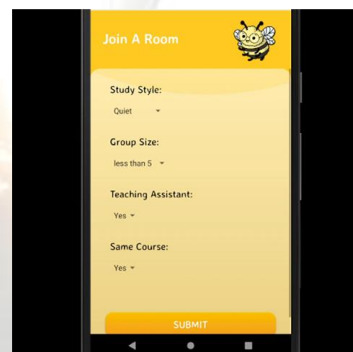 Join A Room
Study Style:
Quiet
Group Size:
less than 5
Teaching Assistant:
Yes
Same Course:
Yes
SUBMIT